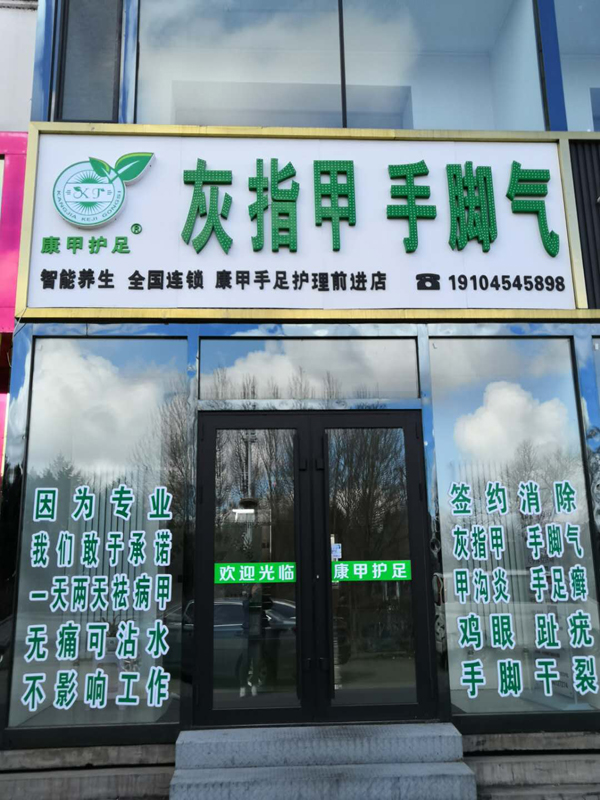 灰指甲 手脚气
KJ
KANGJIA KEJI GONGSI
康甲护足®
智能养生 全国连锁 康甲手足护理前进店 ☎19104545898
因为专业
我们敢于承诺
一天两天祛病甲
无痛可沾水
不影响工作
欢迎光临 康甲护足
签约消除
灰指甲 手脚气
甲沟炎 手足癣
鸡眼 趾疣
手脚干裂